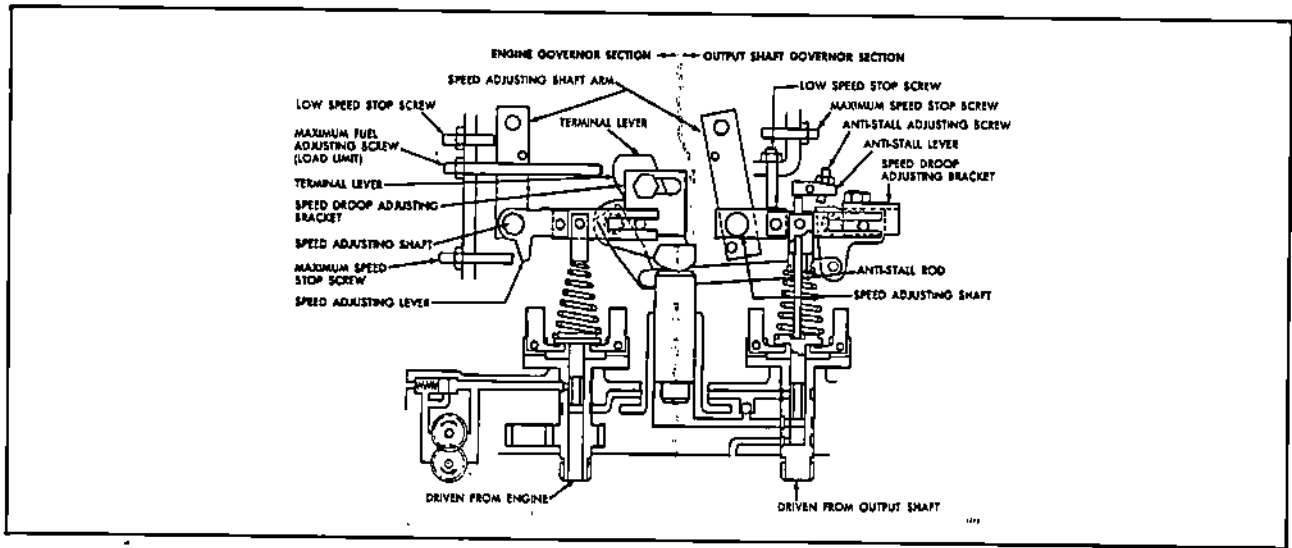 ENGINE GOVERNOR SECTION
OUTPUT SHAFT GOVERNOR SECTION
SPEED ADJUSTING SHAFT ARM
LOW SPEED STOP SCREW
MAXIMUM FUEL
ADJUSTING SCREW
(LOAD LIMIT)
TERMINAL LEVER
SPEED DROOP ADJUSTING
BRACKET
SPEED ADJUSTING SHAFT
MAXIMUM SPEED
STOP SCREW
SPEED ADJUSTING LEVER
TERMINAL LEVER
LOW SPEED STOP SCREW
MAXIMUM SPEED STOP SCREW
ANTI-STALL ADJUSTING SCREW
ANTI-STALL LEVER
SPEED DROOP
ADJUSTING BRACKET
ANTI-STALL ROD
SPEED ADJUSTING SHAFT
DRIVEN FROM ENGINE
DRIVEN FROM OUTPUT SHAFT